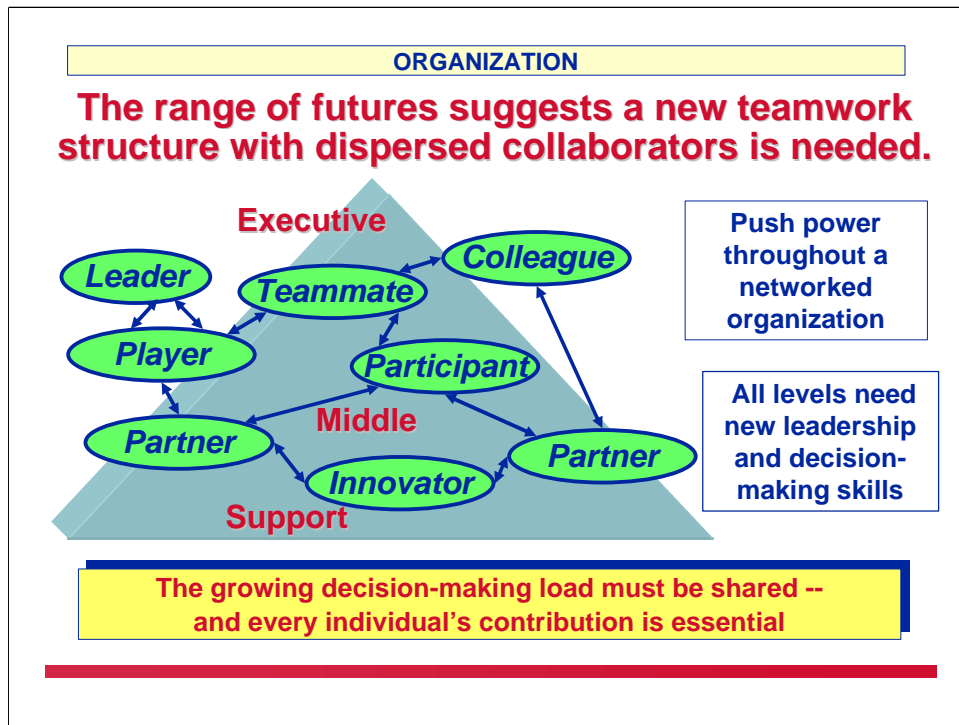 ORGANIZATION
The range of futures suggests a new teamwork
structure with dispersed collaborators is needed.
Executive
Leader
Teammate
Colleague
Player
Participant
Middle
Partner
Partner
Innovator
Support
Push power
throughout a
networked
organization
All levels need
new leadership
and decision-
making skills
The growing decision-making load must be shared --
and every individual's contribution is essential